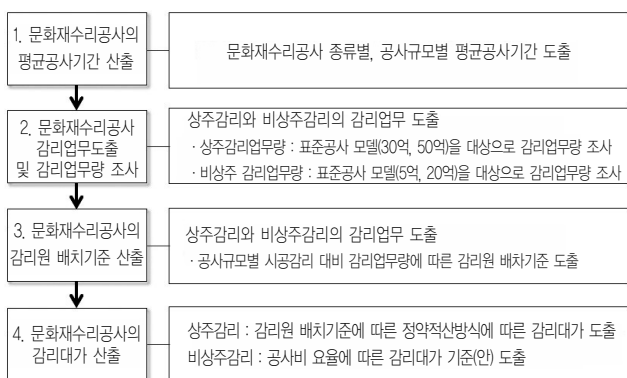 1. 문화재수리공사의
평균공사기간 산출
문화재수리공사 종류별, 공사규모별 평균공사기간 도출
2. 문화재수리공사
감리업무도출
및 감리업무량 조사
상주감리와 비상주감리의 감리업무 도출
· 상주감리업무량 : 표준공사 모델(30억, 50억)을 대상으로 감리업무량 조사
· 비상주 감리업무량 : 표준공사 모델(5억, 20억)을 대상으로 감리업무량 조사
3. 문화재수리공사의
감리원 배치기준 산출
상주감리와 비상주감리의 감리업무 도출
· 공사규모별 시공감리 대비 감리업무량에 따른 감리원 배차기준 도출
4. 문화재수리공사의
감리대가 산출
상주감리 : 감리원 배치기준에 따른 정약적산방식에 따른 감리대가 도출
비상주감리 : 공사비 요율에 따른 감리대가 기준(안) 도출